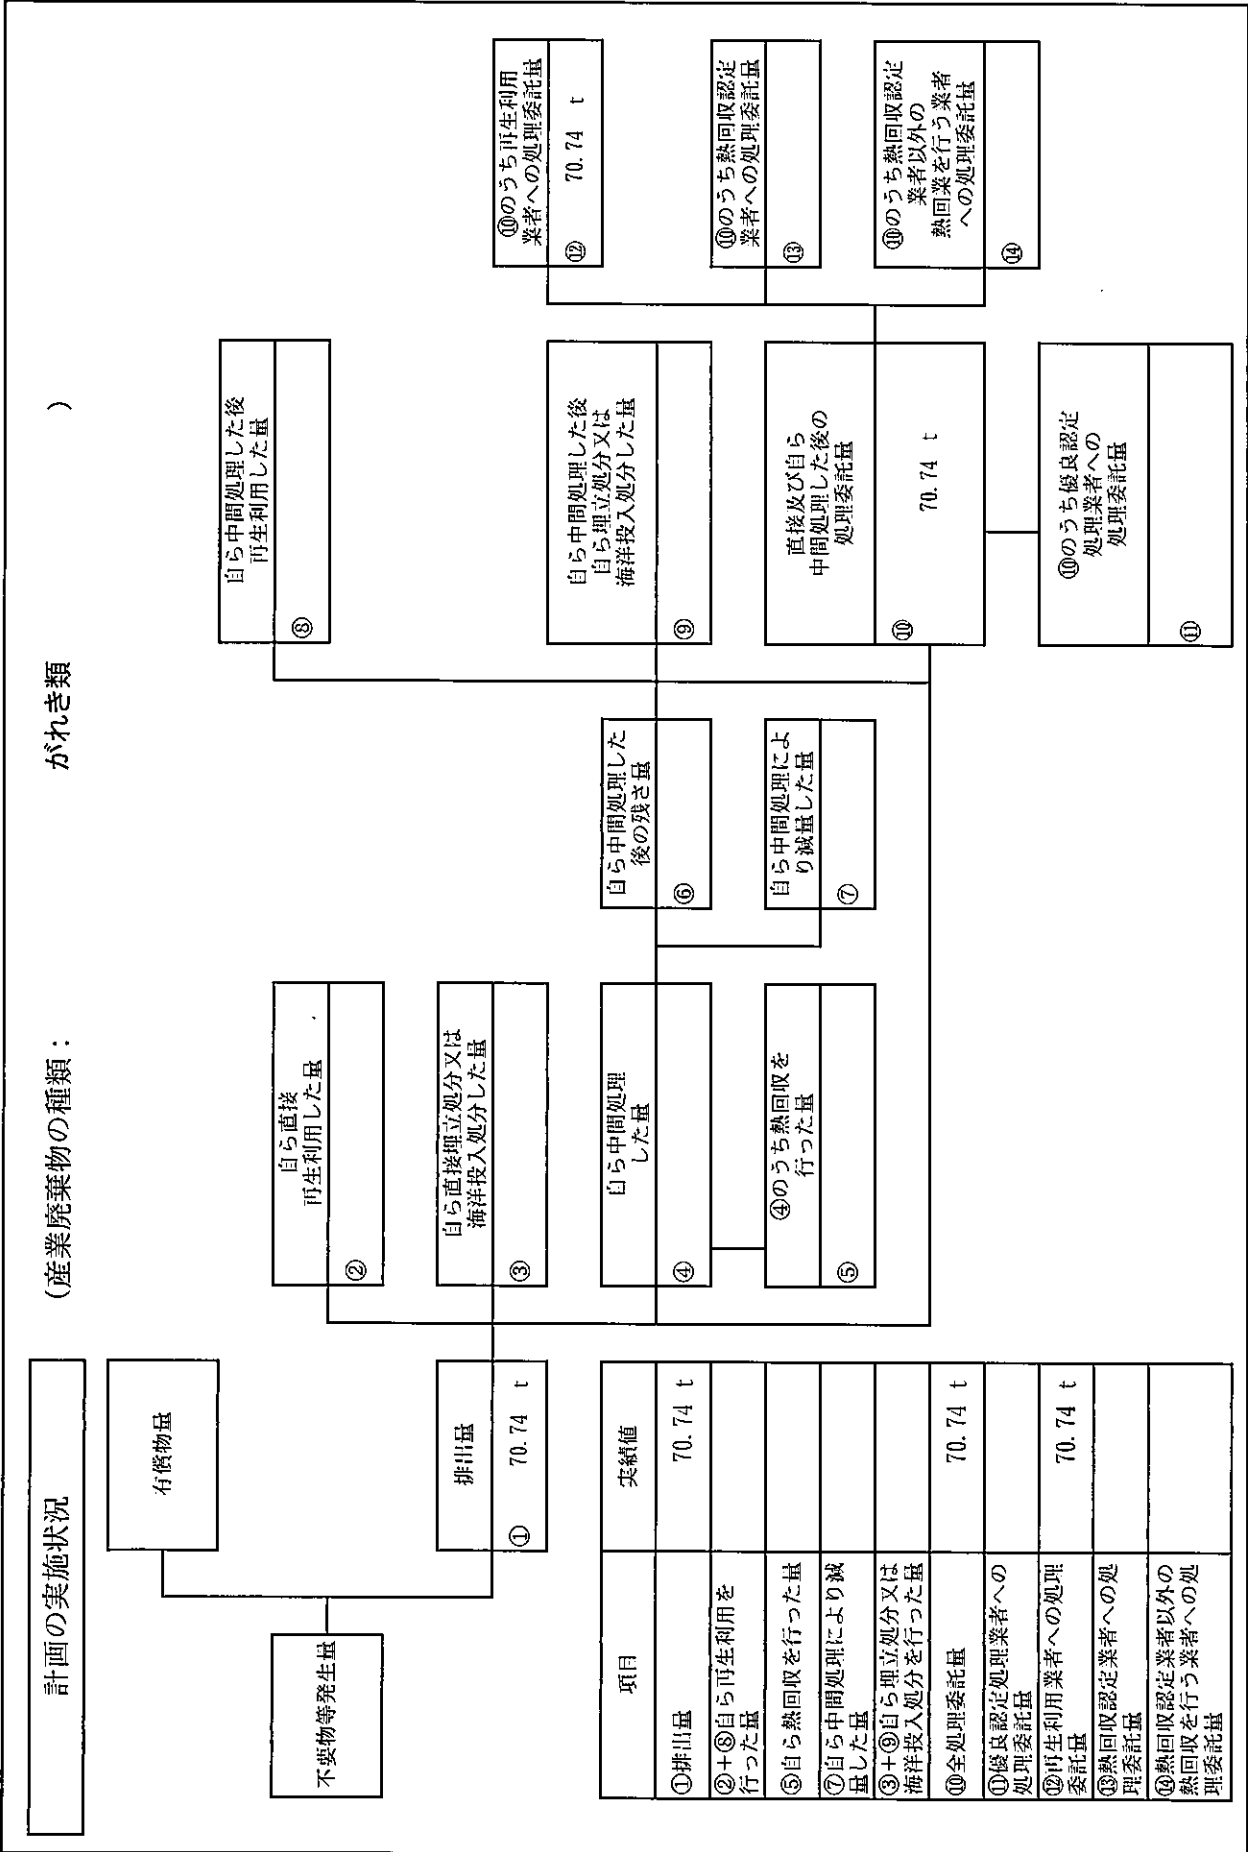 計画の実施状況
(産業廃棄物の種類：　がれき類　)
不要物等発生量
有償物量
排出量
① 70.74 t
自ら直接
再生利用した量
②
自ら直接埋立処分又は
海洋投入処分した量
③
自ら中間処理
した量
④
④のうち熱回収を
行った量
⑤
自ら中間処理した
後の残さ量
⑥
自ら中間処理によ
り減量した量
⑦
自ら中間処理した後
再生利用した量
⑧
自ら中間処理した後
自ら埋立処分又は
海洋投入処分した量
⑨
直接及び自ら
中間処理した後の
処理委託量
⑩ 70.74 t
⑩のうち優良認定
処理業者への
処理委託量
⑪
⑩のうち再生利用
業者への処理委託量
⑫ 70.74 t
⑩のうち熱回収認定
業者への処理委託量
⑬
⑩のうち熱回収認定
業者以外の
熱回業を行う業者
への処理委託量
⑭
項目 実績値
①排出量 70.74 t
②+⑧自ら再生利用を
行った量
⑤自ら熱回収を行った量
⑦自ら中間処理により減
量した量
③+⑨自ら埋立処分又は
海洋投入処分を行った量
⑩全処理委託量 70.74 t
⑪優良認定処理業者への
処理委託量
⑫再生利用業者への処理
委託量 70.74 t
⑬熱回収認定業者への処
理委託量
⑭熱回収認定業者以外の
熱回収を行う業者への処
理委託量